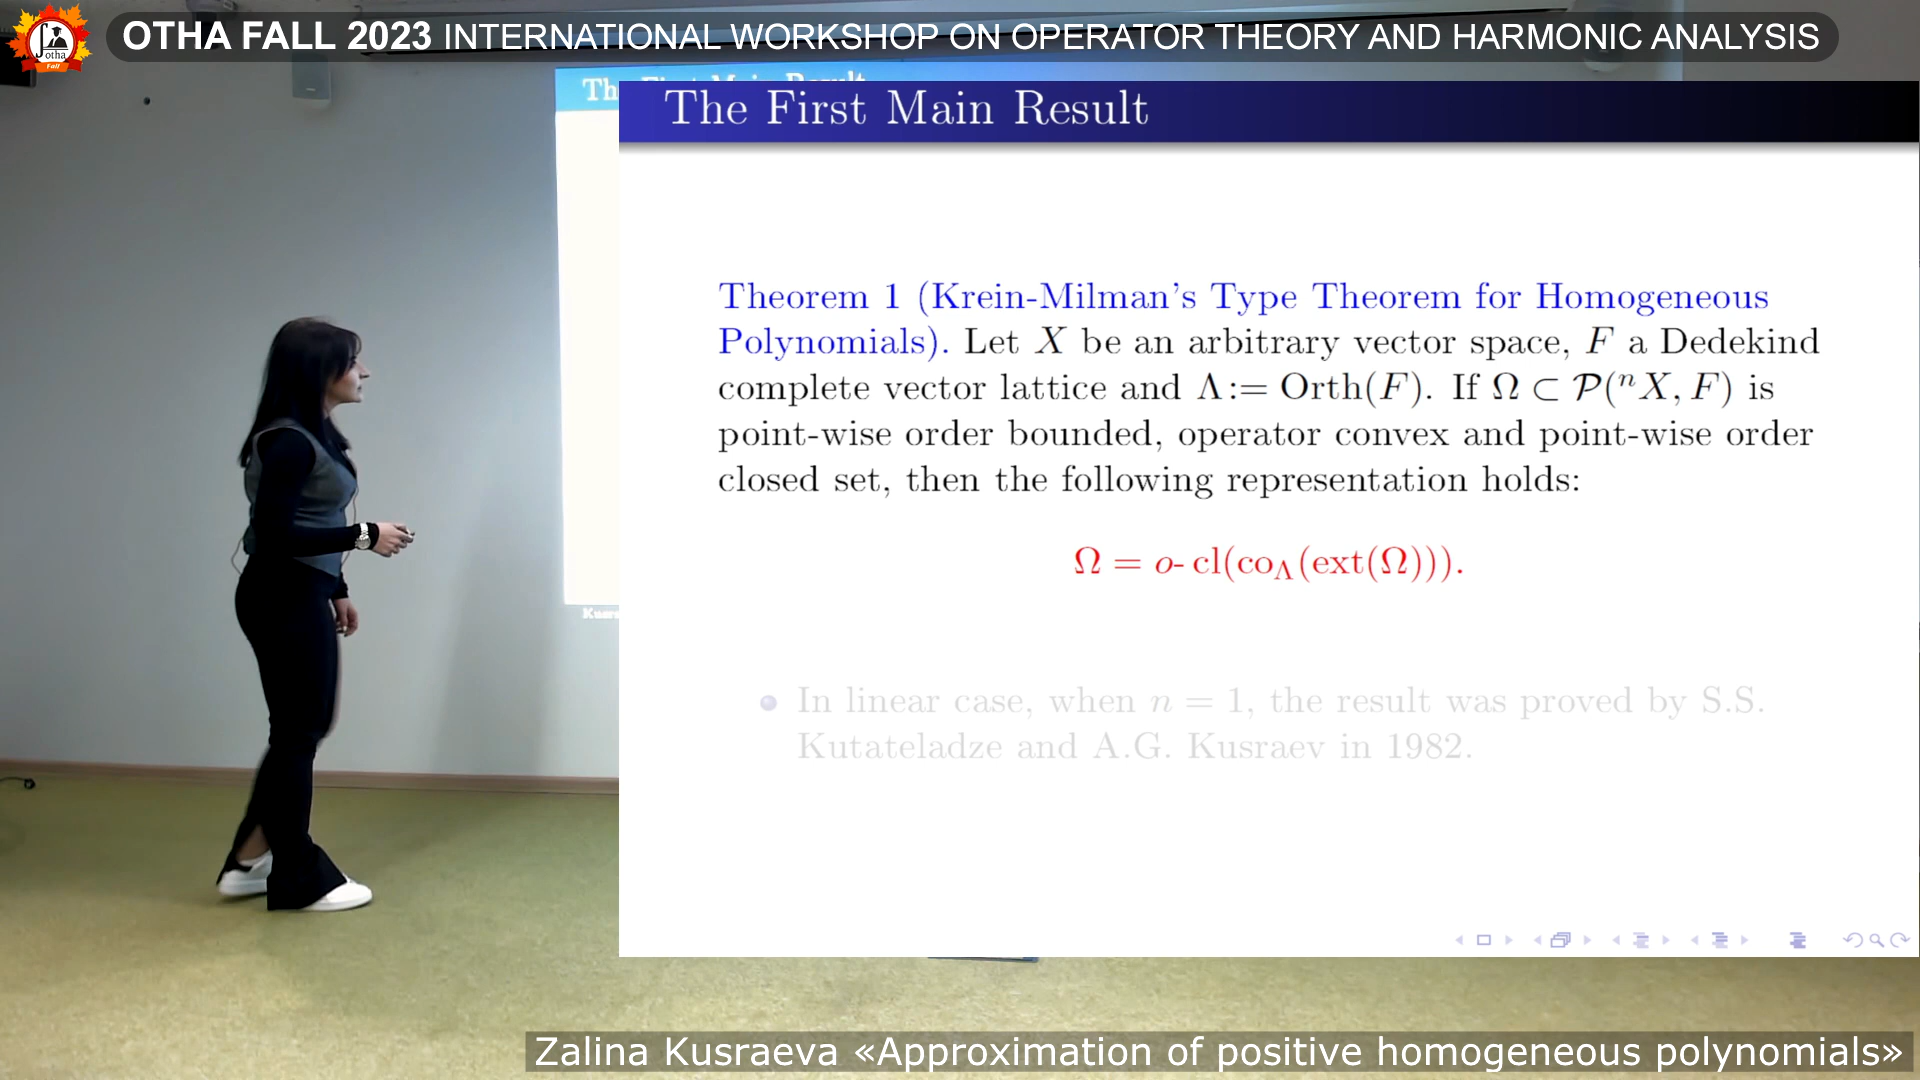 OTHA FALL 2023 INTERNATIONAL WORKSHOP ON OPERATOR THEORY AND HARMONIC ANALYSIS
otha
Fall
The First Main Result
Theorem 1 (Krein-Milman's Type Theorem for Homogeneous
Polynomials). Let X be an arbitrary vector space, F a Dedekind
complete vector lattice and Λ := Orth(F). If Ω ⊂ 𝒫(ⁿX, F) is
point-wise order bounded, operator convex and point-wise order
closed set, then the following representation holds:
Ω = o- cl(co_Λ(ext(Ω))).
In linear case, when n = 1, the result was proved by S.S.
Kutateladze and A.G. Kusraev in 1982.
Zalina Kusraeva «Approximation of positive homogeneous polynomials»